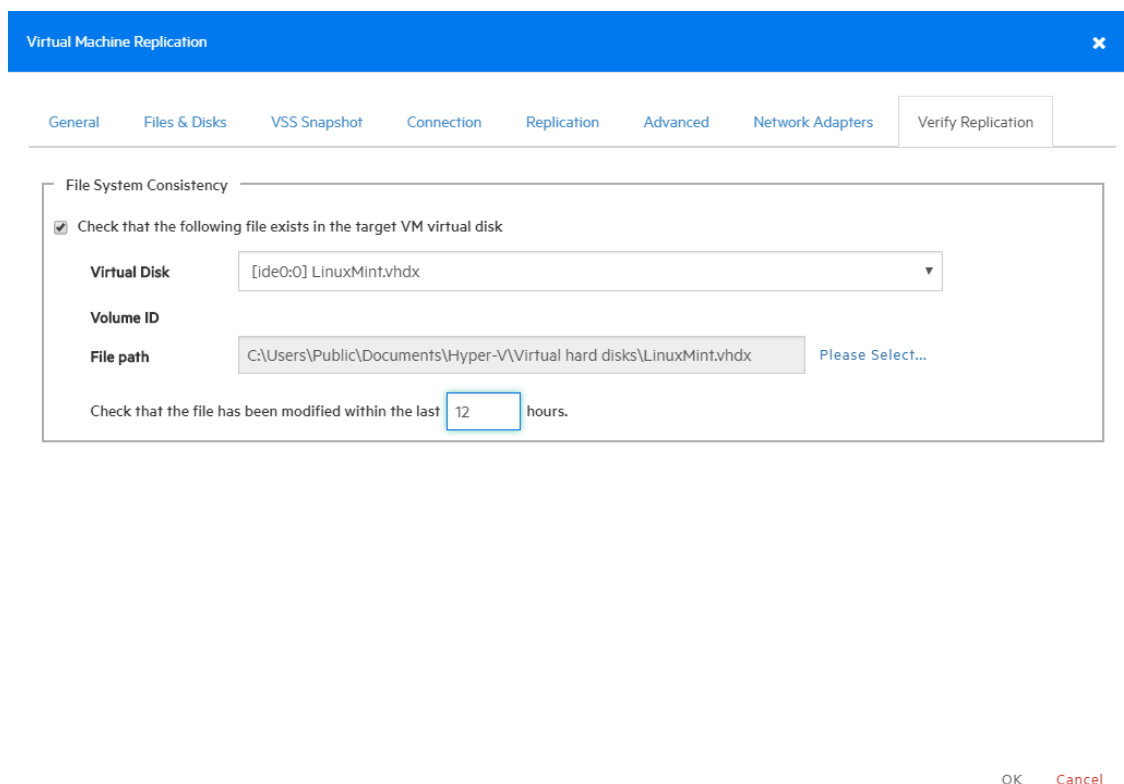 Virtual Machine Replication
General Files & Disks VSS Snapshot Connection Replication Advanced Network Adapters Verify Replication
File System Consistency
Check that the following file exists in the target VM virtual disk
Virtual Disk [ide0:0] LinuxMint.vhdx
Volume ID
File path C:\Users\Public\Documents\Hyper-V\Virtual hard disks\LinuxMint.vhdx Please Select...
Check that the file has been modified within the last 12 hours.
OK Cancel